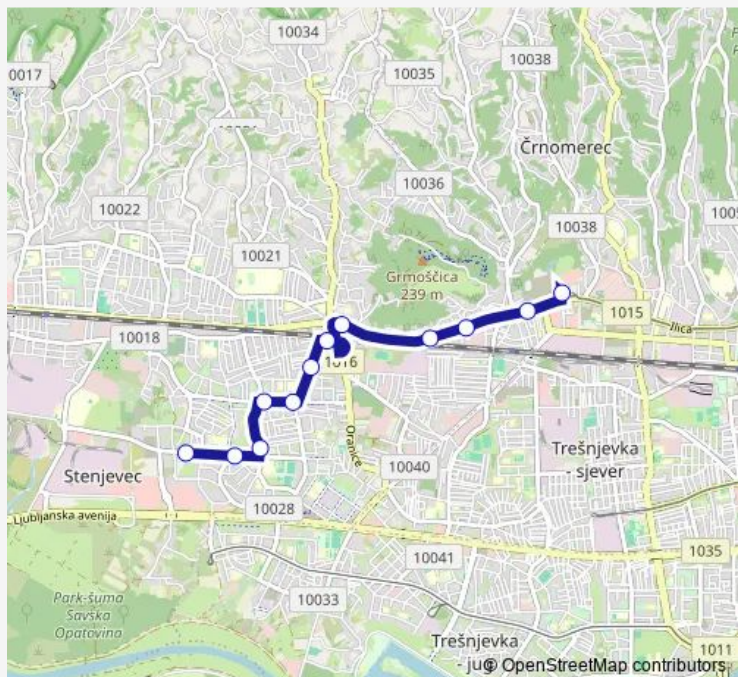 10034
10017
10035
10038
Črnomerec
10036
10022
10038
10021
Grmoščica
239 m
1015
Ilica
10018
1016
Oranice
Trešnjevka
- sjever
Stenjevec
10040
10028
Ljubljanska avenija
10041
1035
Park-šuma
Savska
Opatovina
10033
Trešnjevka
- jug
1011
© OpenStreetMap contributors